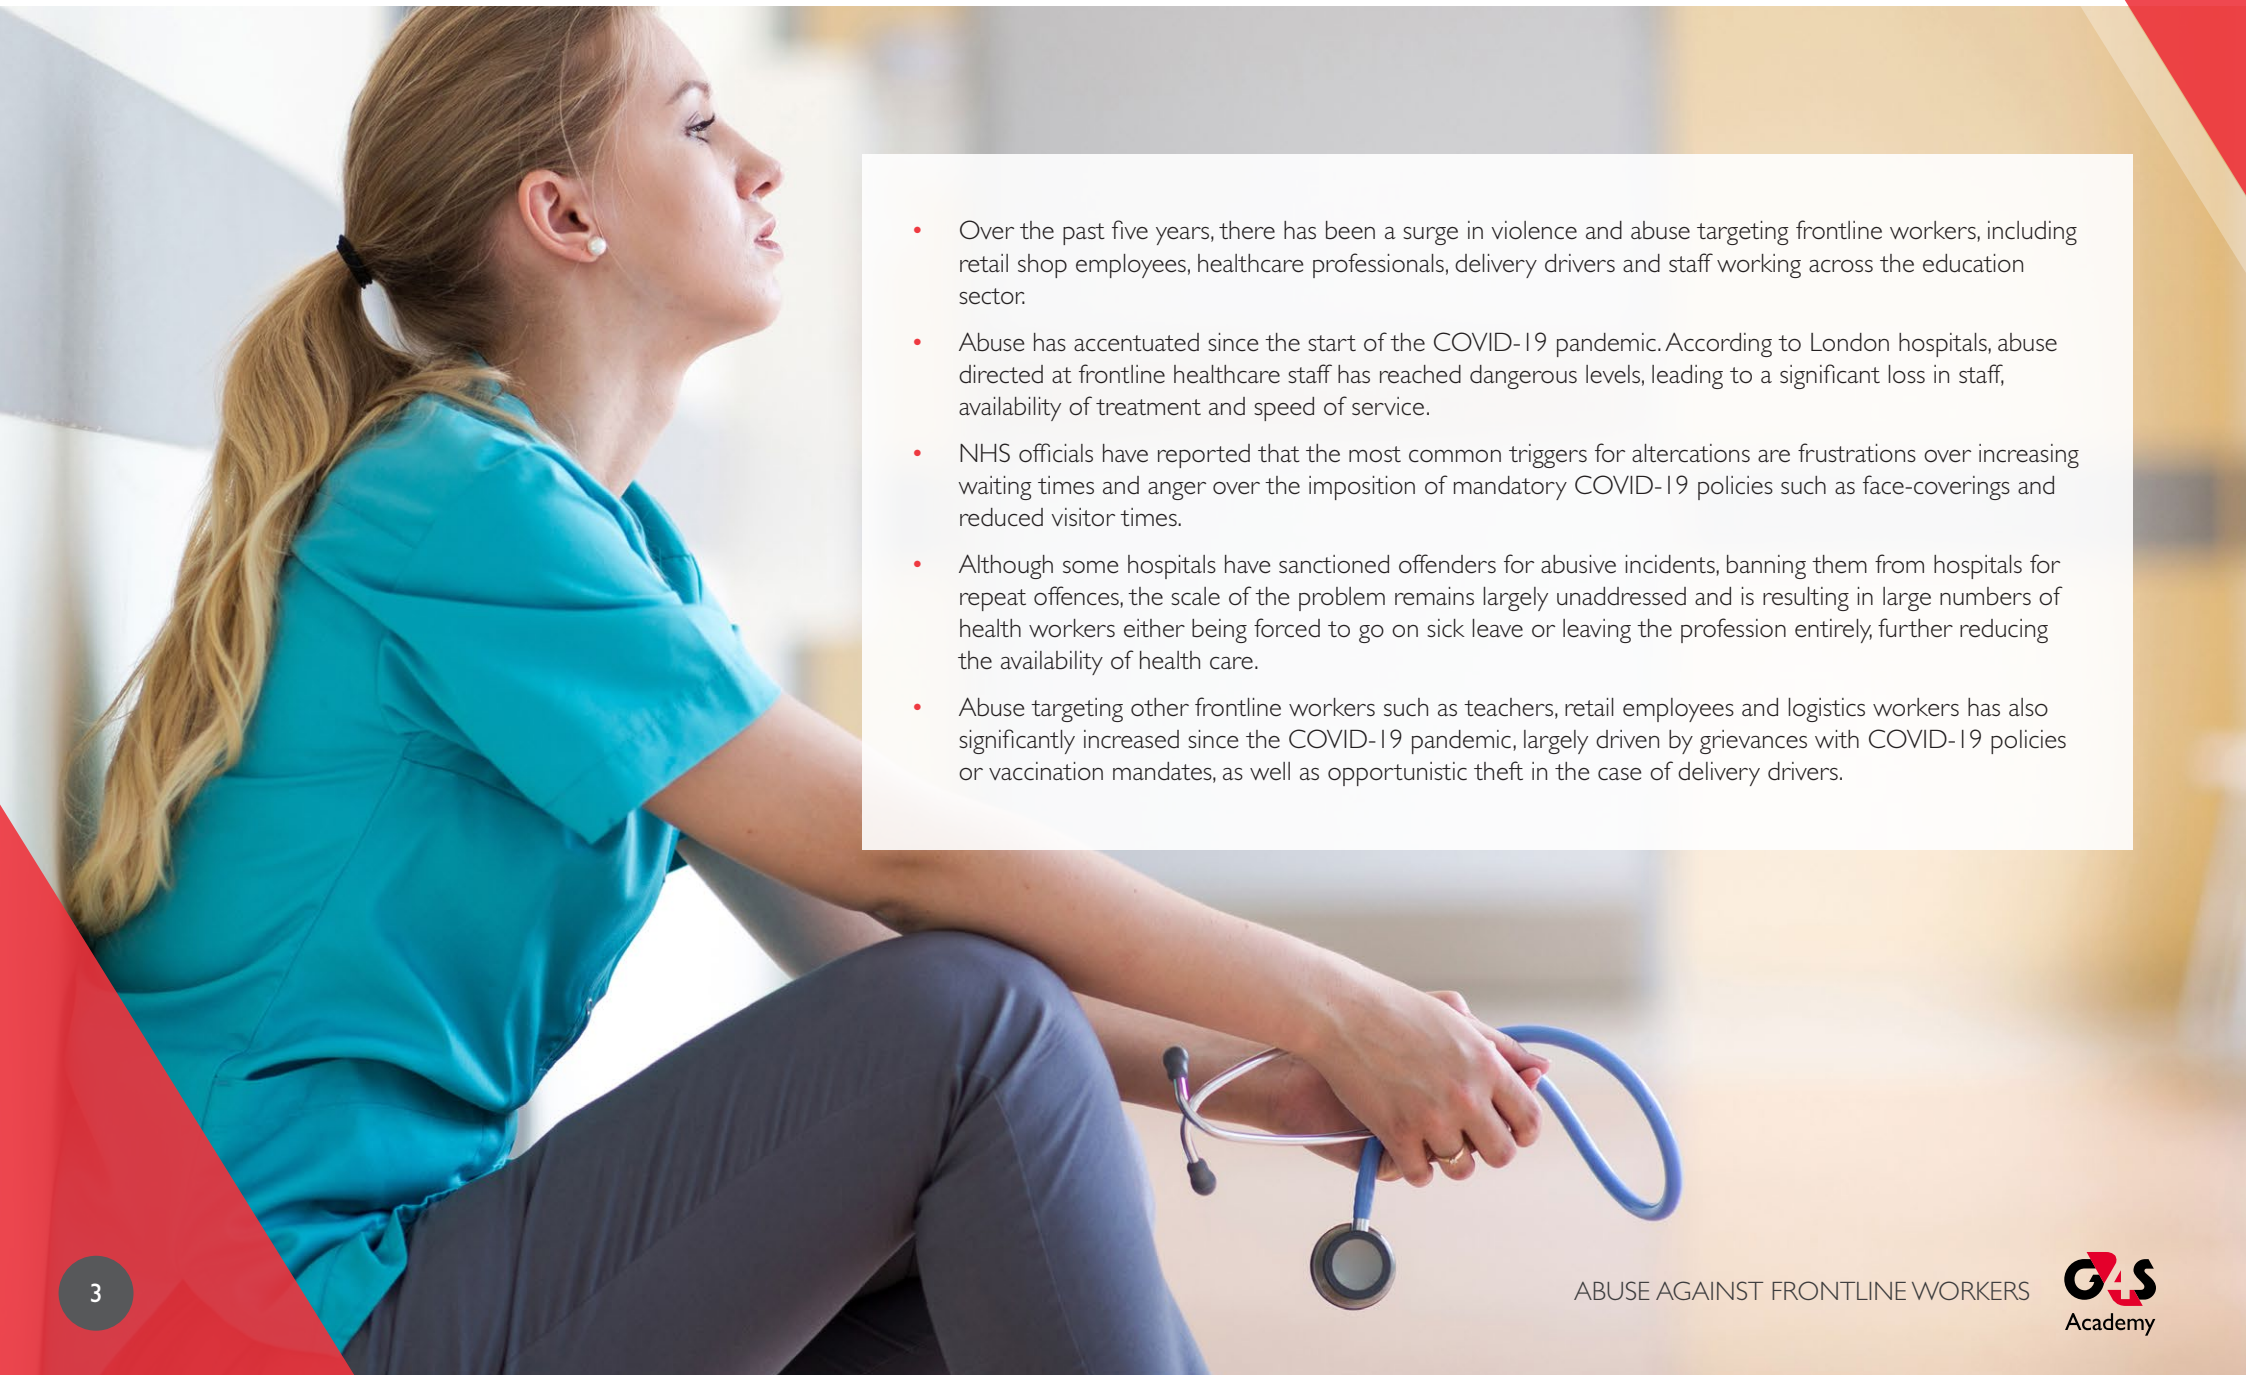 • Over the past five years, there has been a surge in violence and abuse targeting frontline workers, including
retail shop employees, healthcare professionals, delivery drivers and staff working across the education
sector.
• Abuse has accentuated since the start of the COVID-19 pandemic. According to London hospitals, abuse
directed at frontline healthcare staff has reached dangerous levels, leading to a significant loss in staff,
availability of treatment and speed of service.
• NHS officials have reported that the most common triggers for altercations are frustrations over increasing
waiting times and anger over the imposition of mandatory COVID-19 policies such as face-coverings and
reduced visitor times.
• Although some hospitals have sanctioned offenders for abusive incidents, banning them from hospitals for
repeat offences, the scale of the problem remains largely unaddressed and is resulting in large numbers of
health workers either being forced to go on sick leave or leaving the profession entirely, further reducing
the availability of health care.
• Abuse targeting other frontline workers such as teachers, retail employees and logistics workers has also
significantly increased since the COVID-19 pandemic, largely driven by grievances with COVID-19 policies
or vaccination mandates, as well as opportunistic theft in the case of delivery drivers.
3
ABUSE AGAINST FRONTLINE WORKERS
G4S
Academy